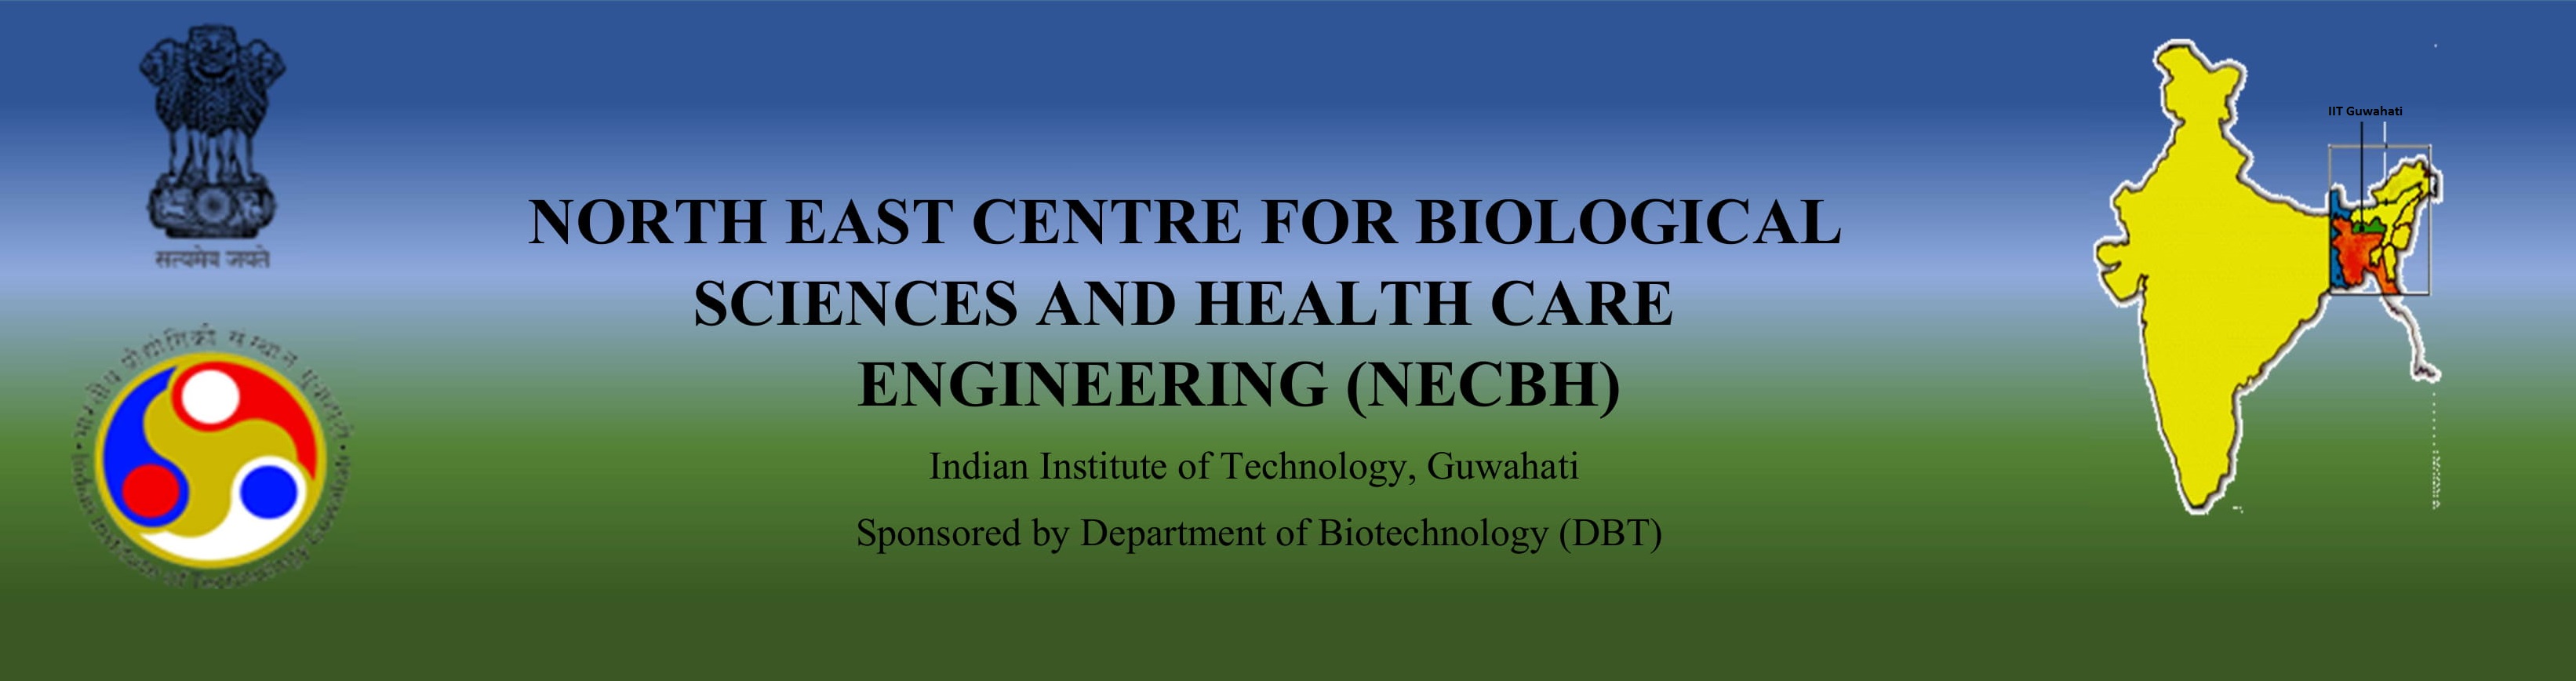 सत्यमेव जयते
भारतीय प्रौद्योगिकी संस्थान गुवाहाटी
Indian Institute of Technology Guwahati
NORTH EAST CENTRE FOR BIOLOGICAL
SCIENCES AND HEALTH CARE
ENGINEERING (NECBH)
Indian Institute of Technology, Guwahati
Sponsored by Department of Biotechnology (DBT)
IIT Guwahati